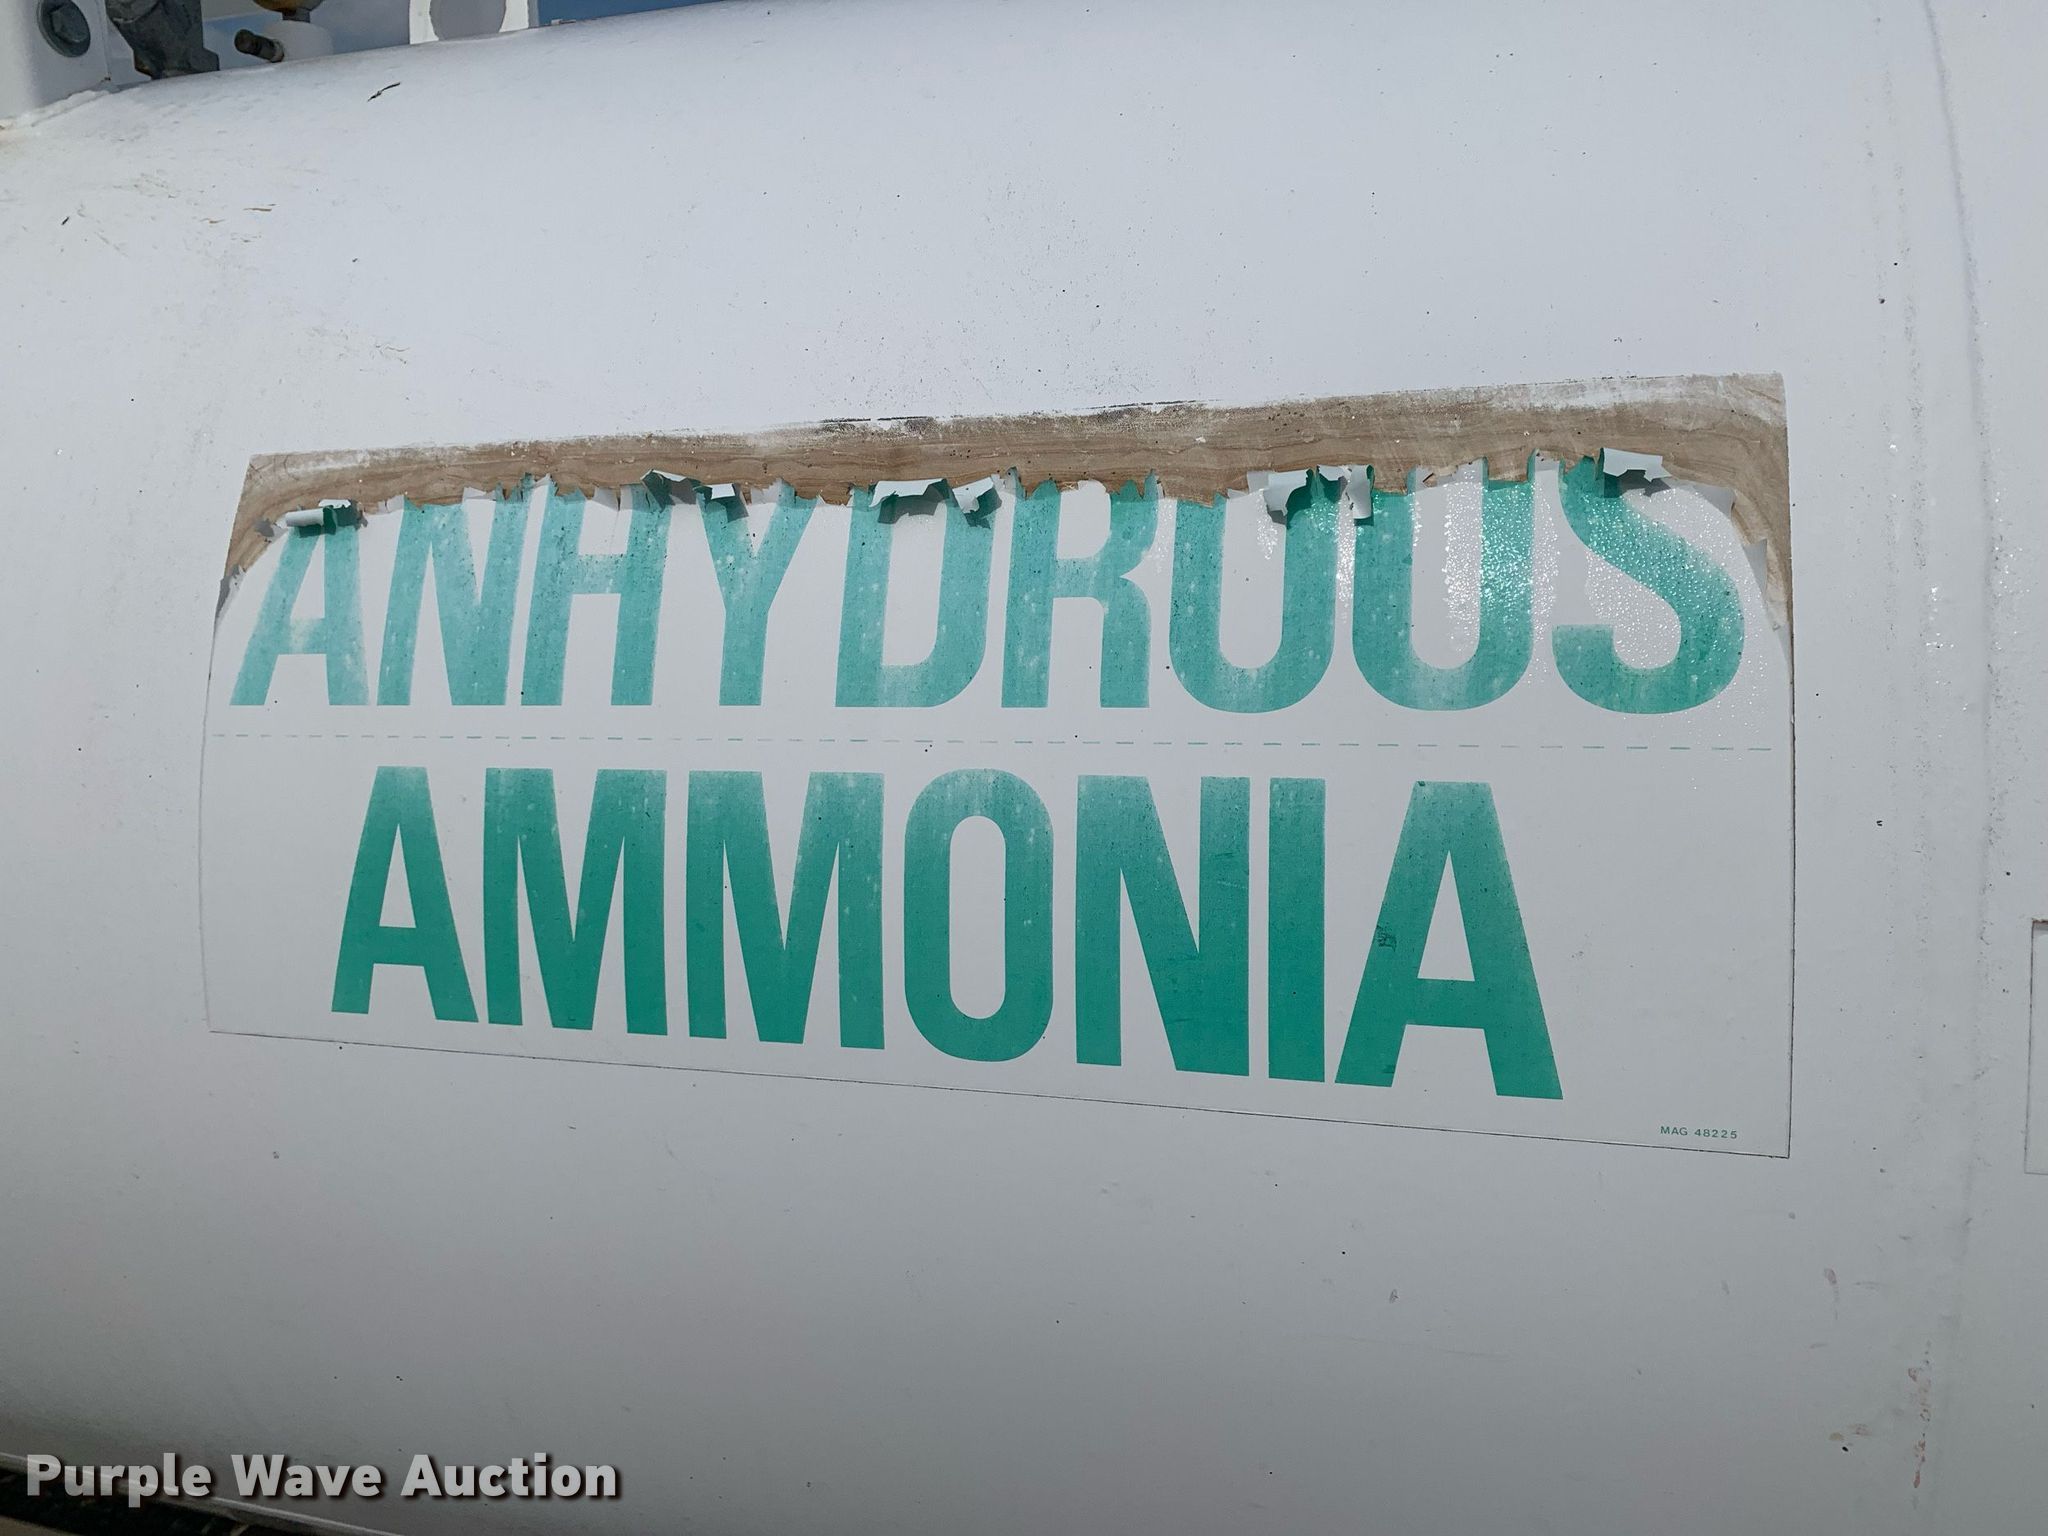 ANHYDROUS
AMMONIA
MAG 48225
Purple Wave Auction